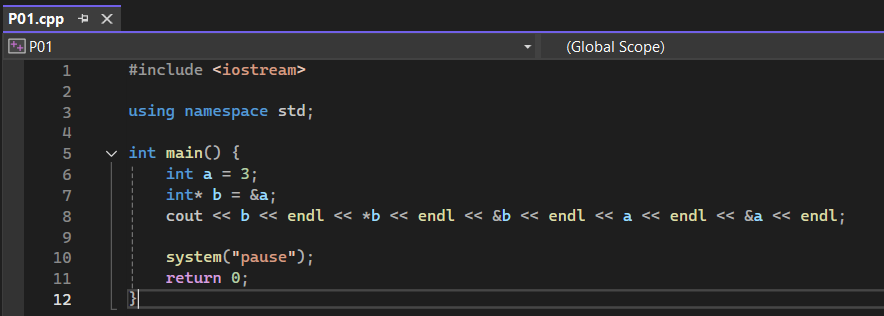 P01.cpp
P01 (Global Scope)
1 #include <iostream>
2
3 using namespace std;
4
5 int main() {
6 int a = 3;
7 int* b = &a;
8 cout << b << endl << *b << endl << &b << endl << a << endl << &a << endl;
9
10 system("pause");
11 return 0;
12 }